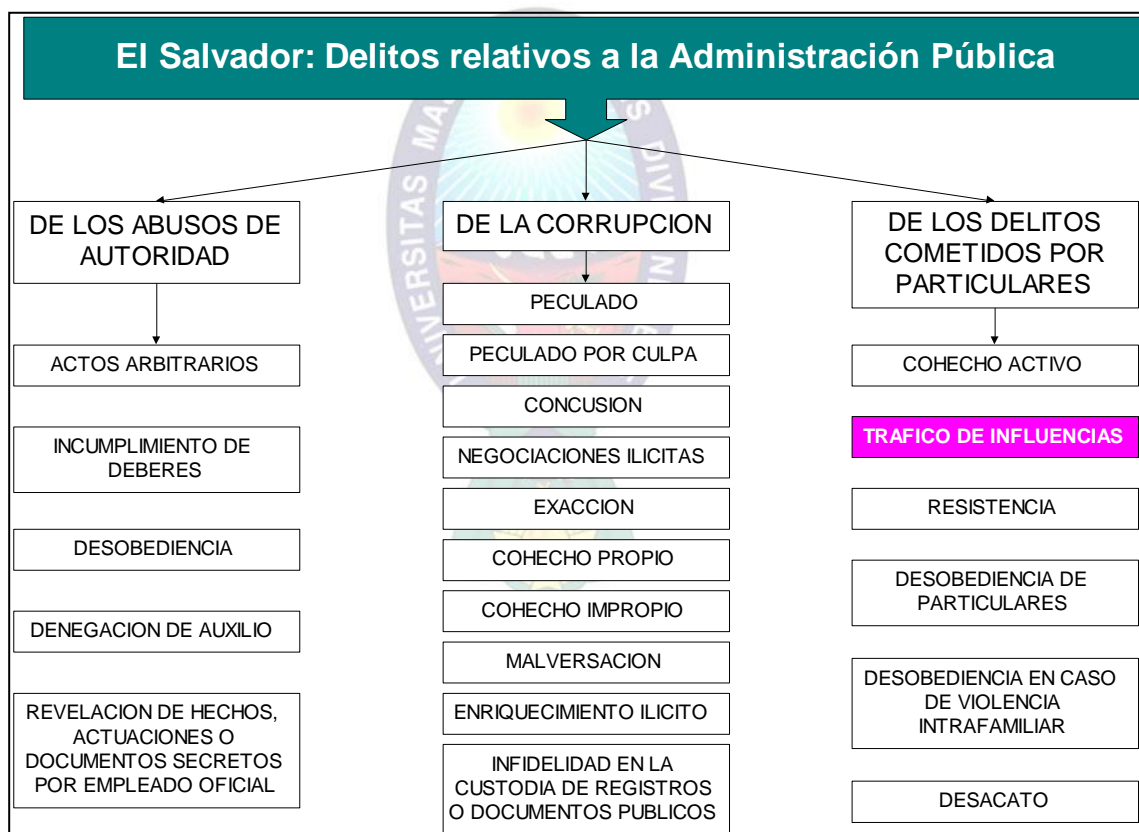 El Salvador: Delitos relativos a la Administración Pública
DE LOS ABUSOS DE
AUTORIDAD
ACTOS ARBITRARIOS
INCUMPLIMIENTO DE
DEBERES
DESOBEDIENCIA
DENEGACION DE AUXILIO
REVELACION DE HECHOS,
ACTUACIONES O
DOCUMENTOS SECRETOS
POR EMPLEADO OFICIAL
DE LA CORRUPCION
PECULADO
PECULADO POR CULPA
CONCUSION
NEGOCIACIONES ILICITAS
EXACCION
COHECHO PROPIO
COHECHO IMPROPIO
MALVERSACION
ENRIQUECIMIENTO ILICITO
INFIDELIDAD EN LA
CUSTODIA DE REGISTROS
O DOCUMENTOS PUBLICOS
DE LOS DELITOS
COMETIDOS POR
PARTICULARES
COHECHO ACTIVO
TRAFICO DE INFLUENCIAS
RESISTENCIA
DESOBEDIENCIA DE
PARTICULARES
DESOBEDIENCIA EN CASO
DE VIOLENCIA
INTRAFAMILIAR
DESACATO